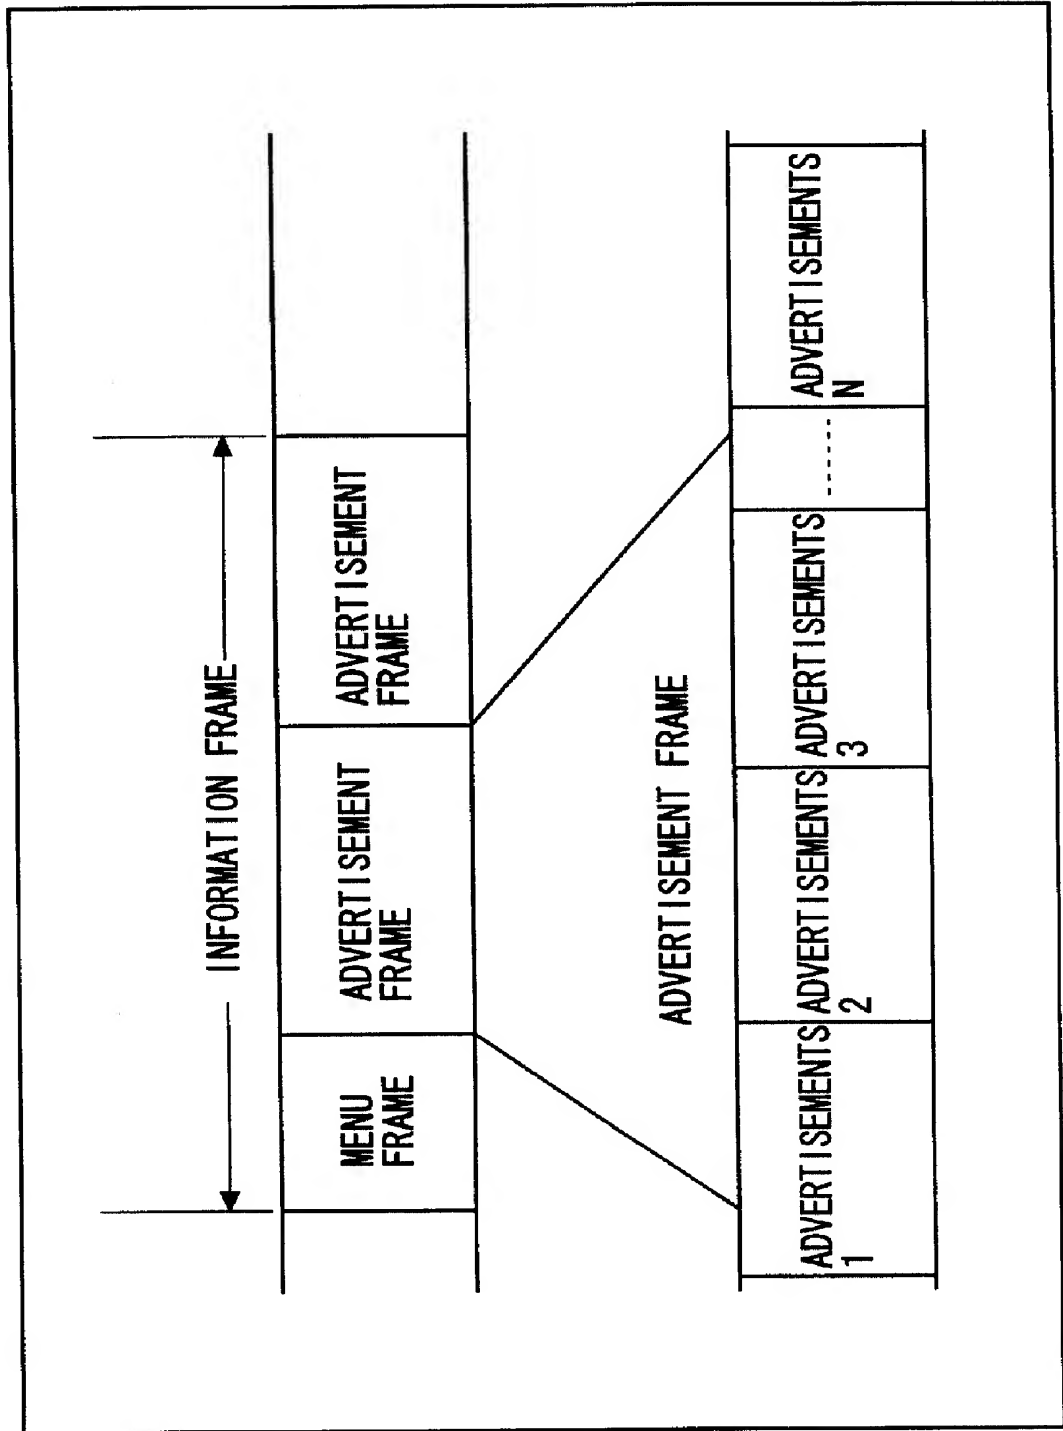 INFORMATION FRAME
MENU
FRAME
ADVERTISEMENT
FRAME
ADVERTISEMENT
FRAME
ADVERTISEMENT FRAME
ADVERTISEMENTS
1
ADVERTISEMENTS
2
ADVERTISEMENTS
3
------
ADVERTISEMENTS
N